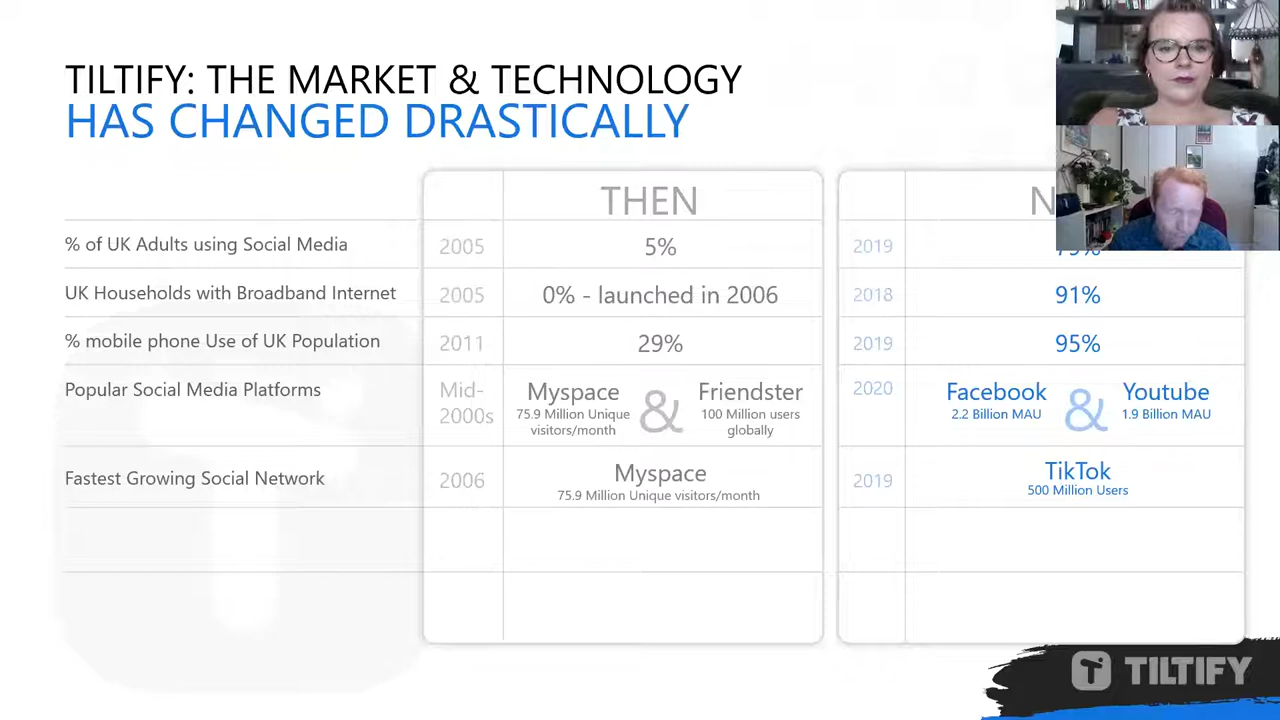 TILTIFY: THE MARKET & TECHNOLOGY
HAS CHANGED DRASTICALLY
THEN
% of UK Adults using Social Media 2005 5% 2019
UK Households with Broadband Internet 2005 0% - launched in 2006 2018 91%
% mobile phone Use of UK Population 2011 29% 2019 95%
Popular Social Media Platforms
Mid-
2000s
Myspace
75.9 Million Unique
visitors/month
&
Friendster
100 Million users
globally
2020
Facebook
2.2 Billion MAU
&
Youtube
1.9 Billion MAU
Fastest Growing Social Network 2006
Myspace
75.9 Million Unique visitors/month
2019
TikTok
500 Million Users
TILTIFY